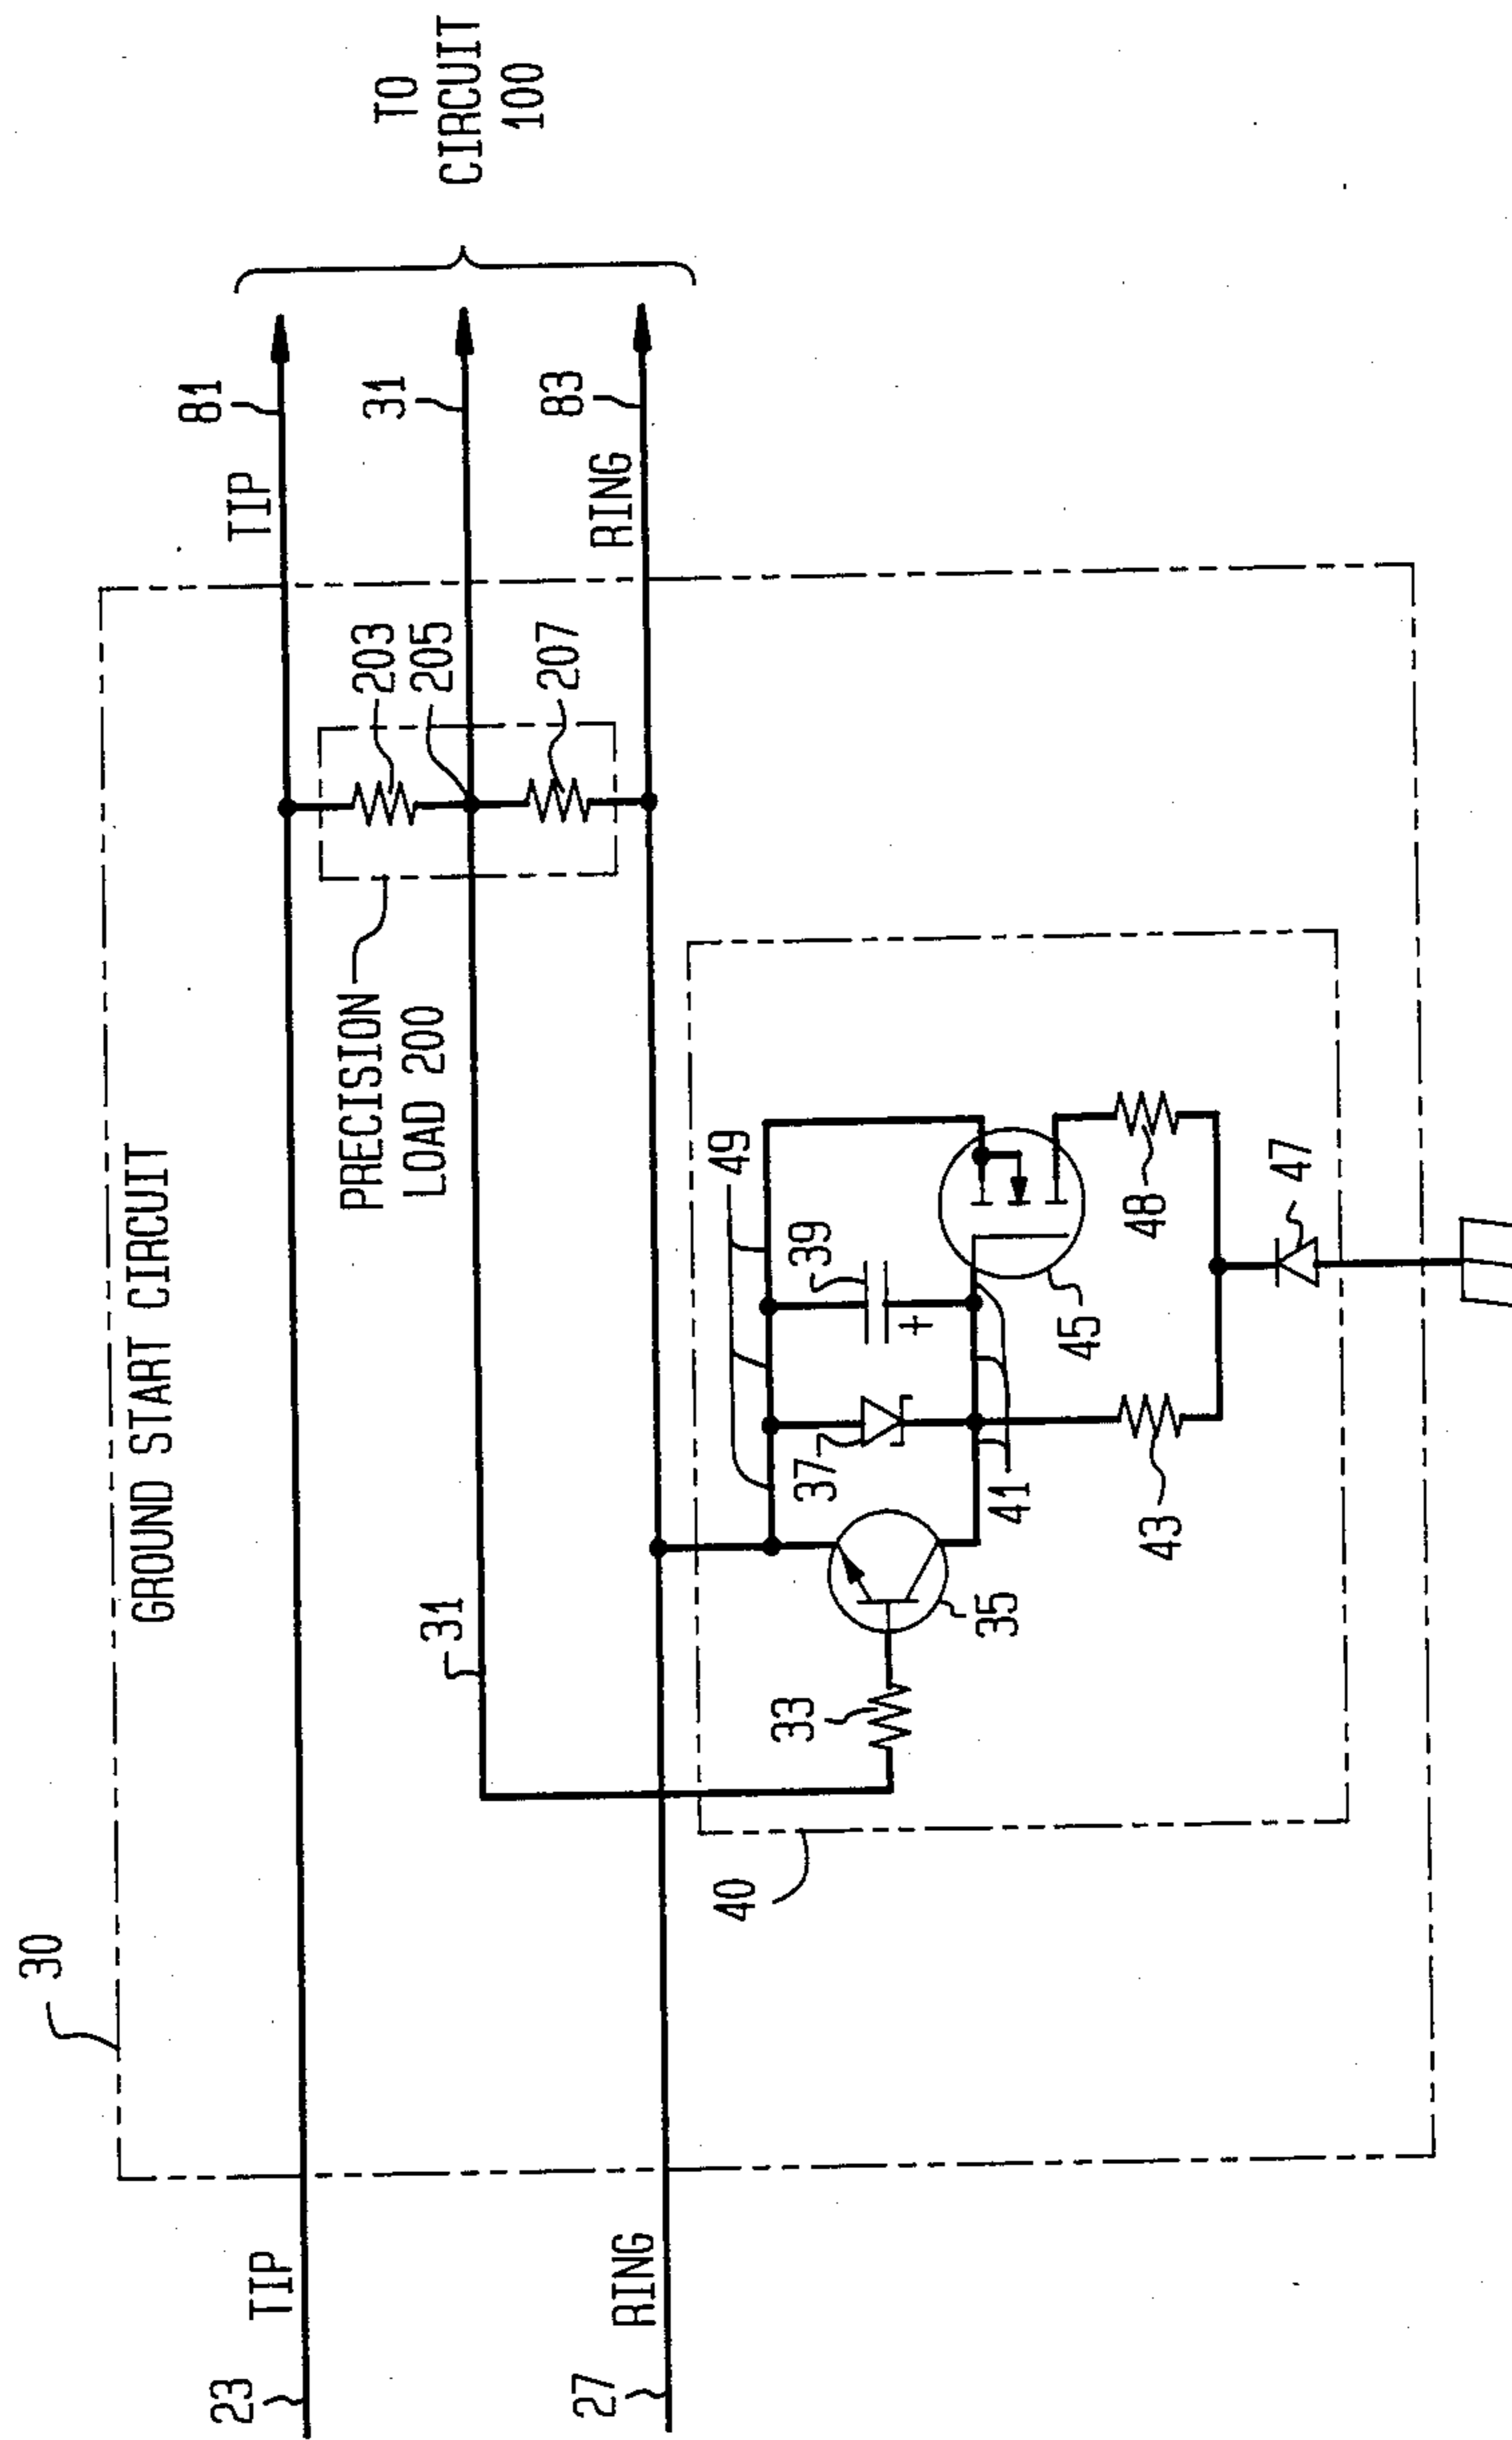 30
GROUND START CIRCUIT
23
TIP
TIP
81
TO
CIRCUIT
100
PRECISION
LOAD 200
203
205
31
31
207
27
RING
RING
83
40
33
35
37
39
49
41
45
43
48
47
+